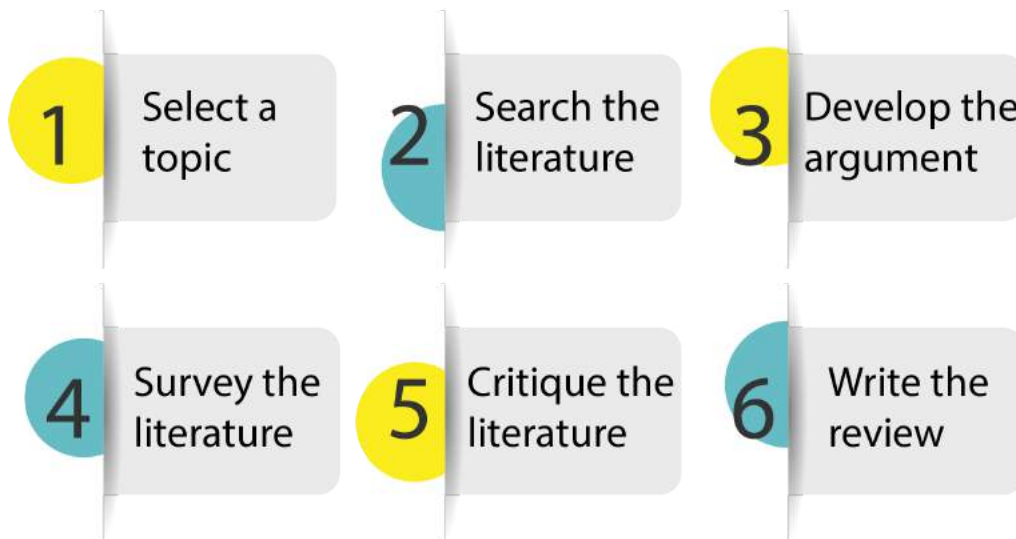 1
Select a
topic
2
Search the
literature
3
Develop the
argument
4
Survey the
literature
5
Critique the
literature
6
Write the
review